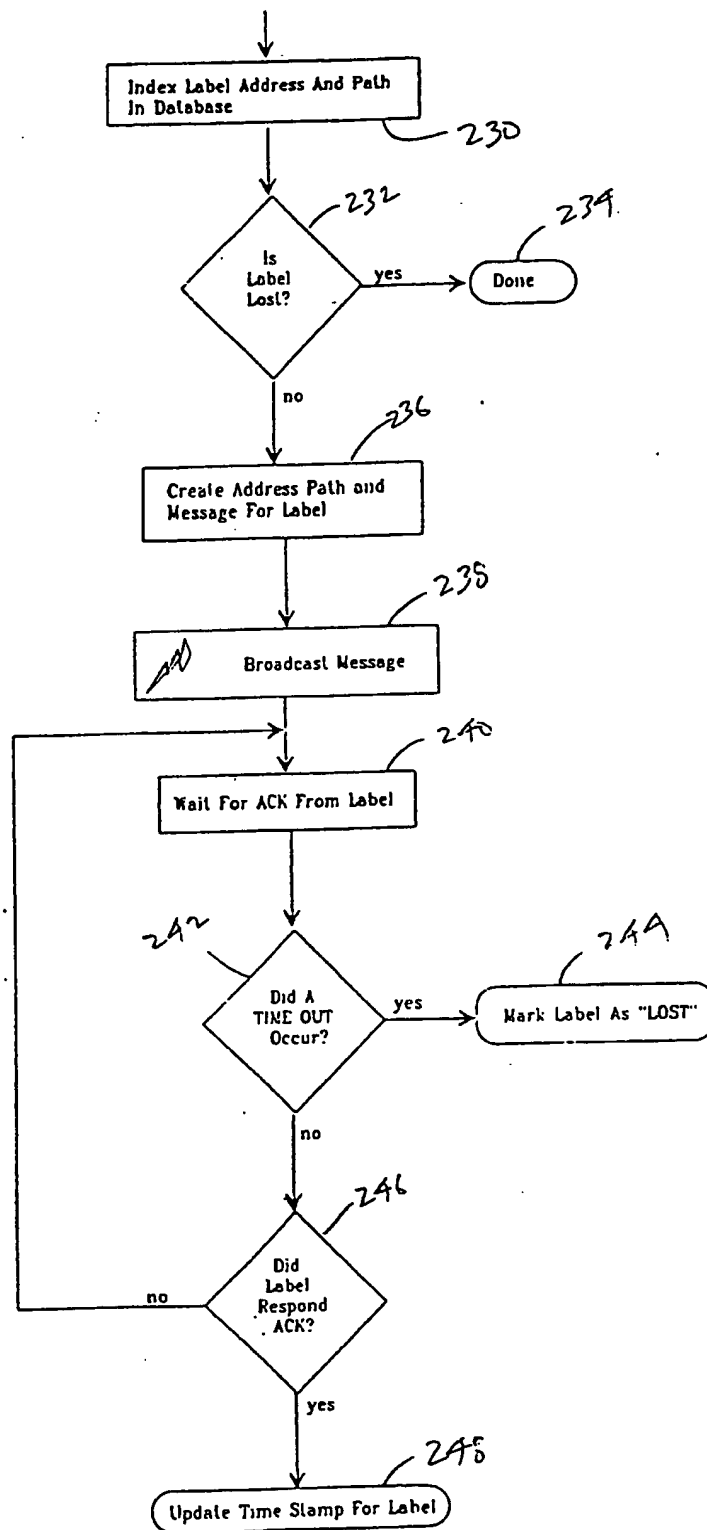 Index Label Address And Path
In Database
230
232
Is
Label
Lost?
yes
234
Done
no
236
Create Address Path and
Message For Label
238
Broadcast Message
240
Wait For ACK From Label
242
Did A
TIME OUT
Occur?
yes
244
Mark Label As "LOST"
no
246
Did
Label
Respond
ACK?
no
yes
248
Update Time Stamp For Label